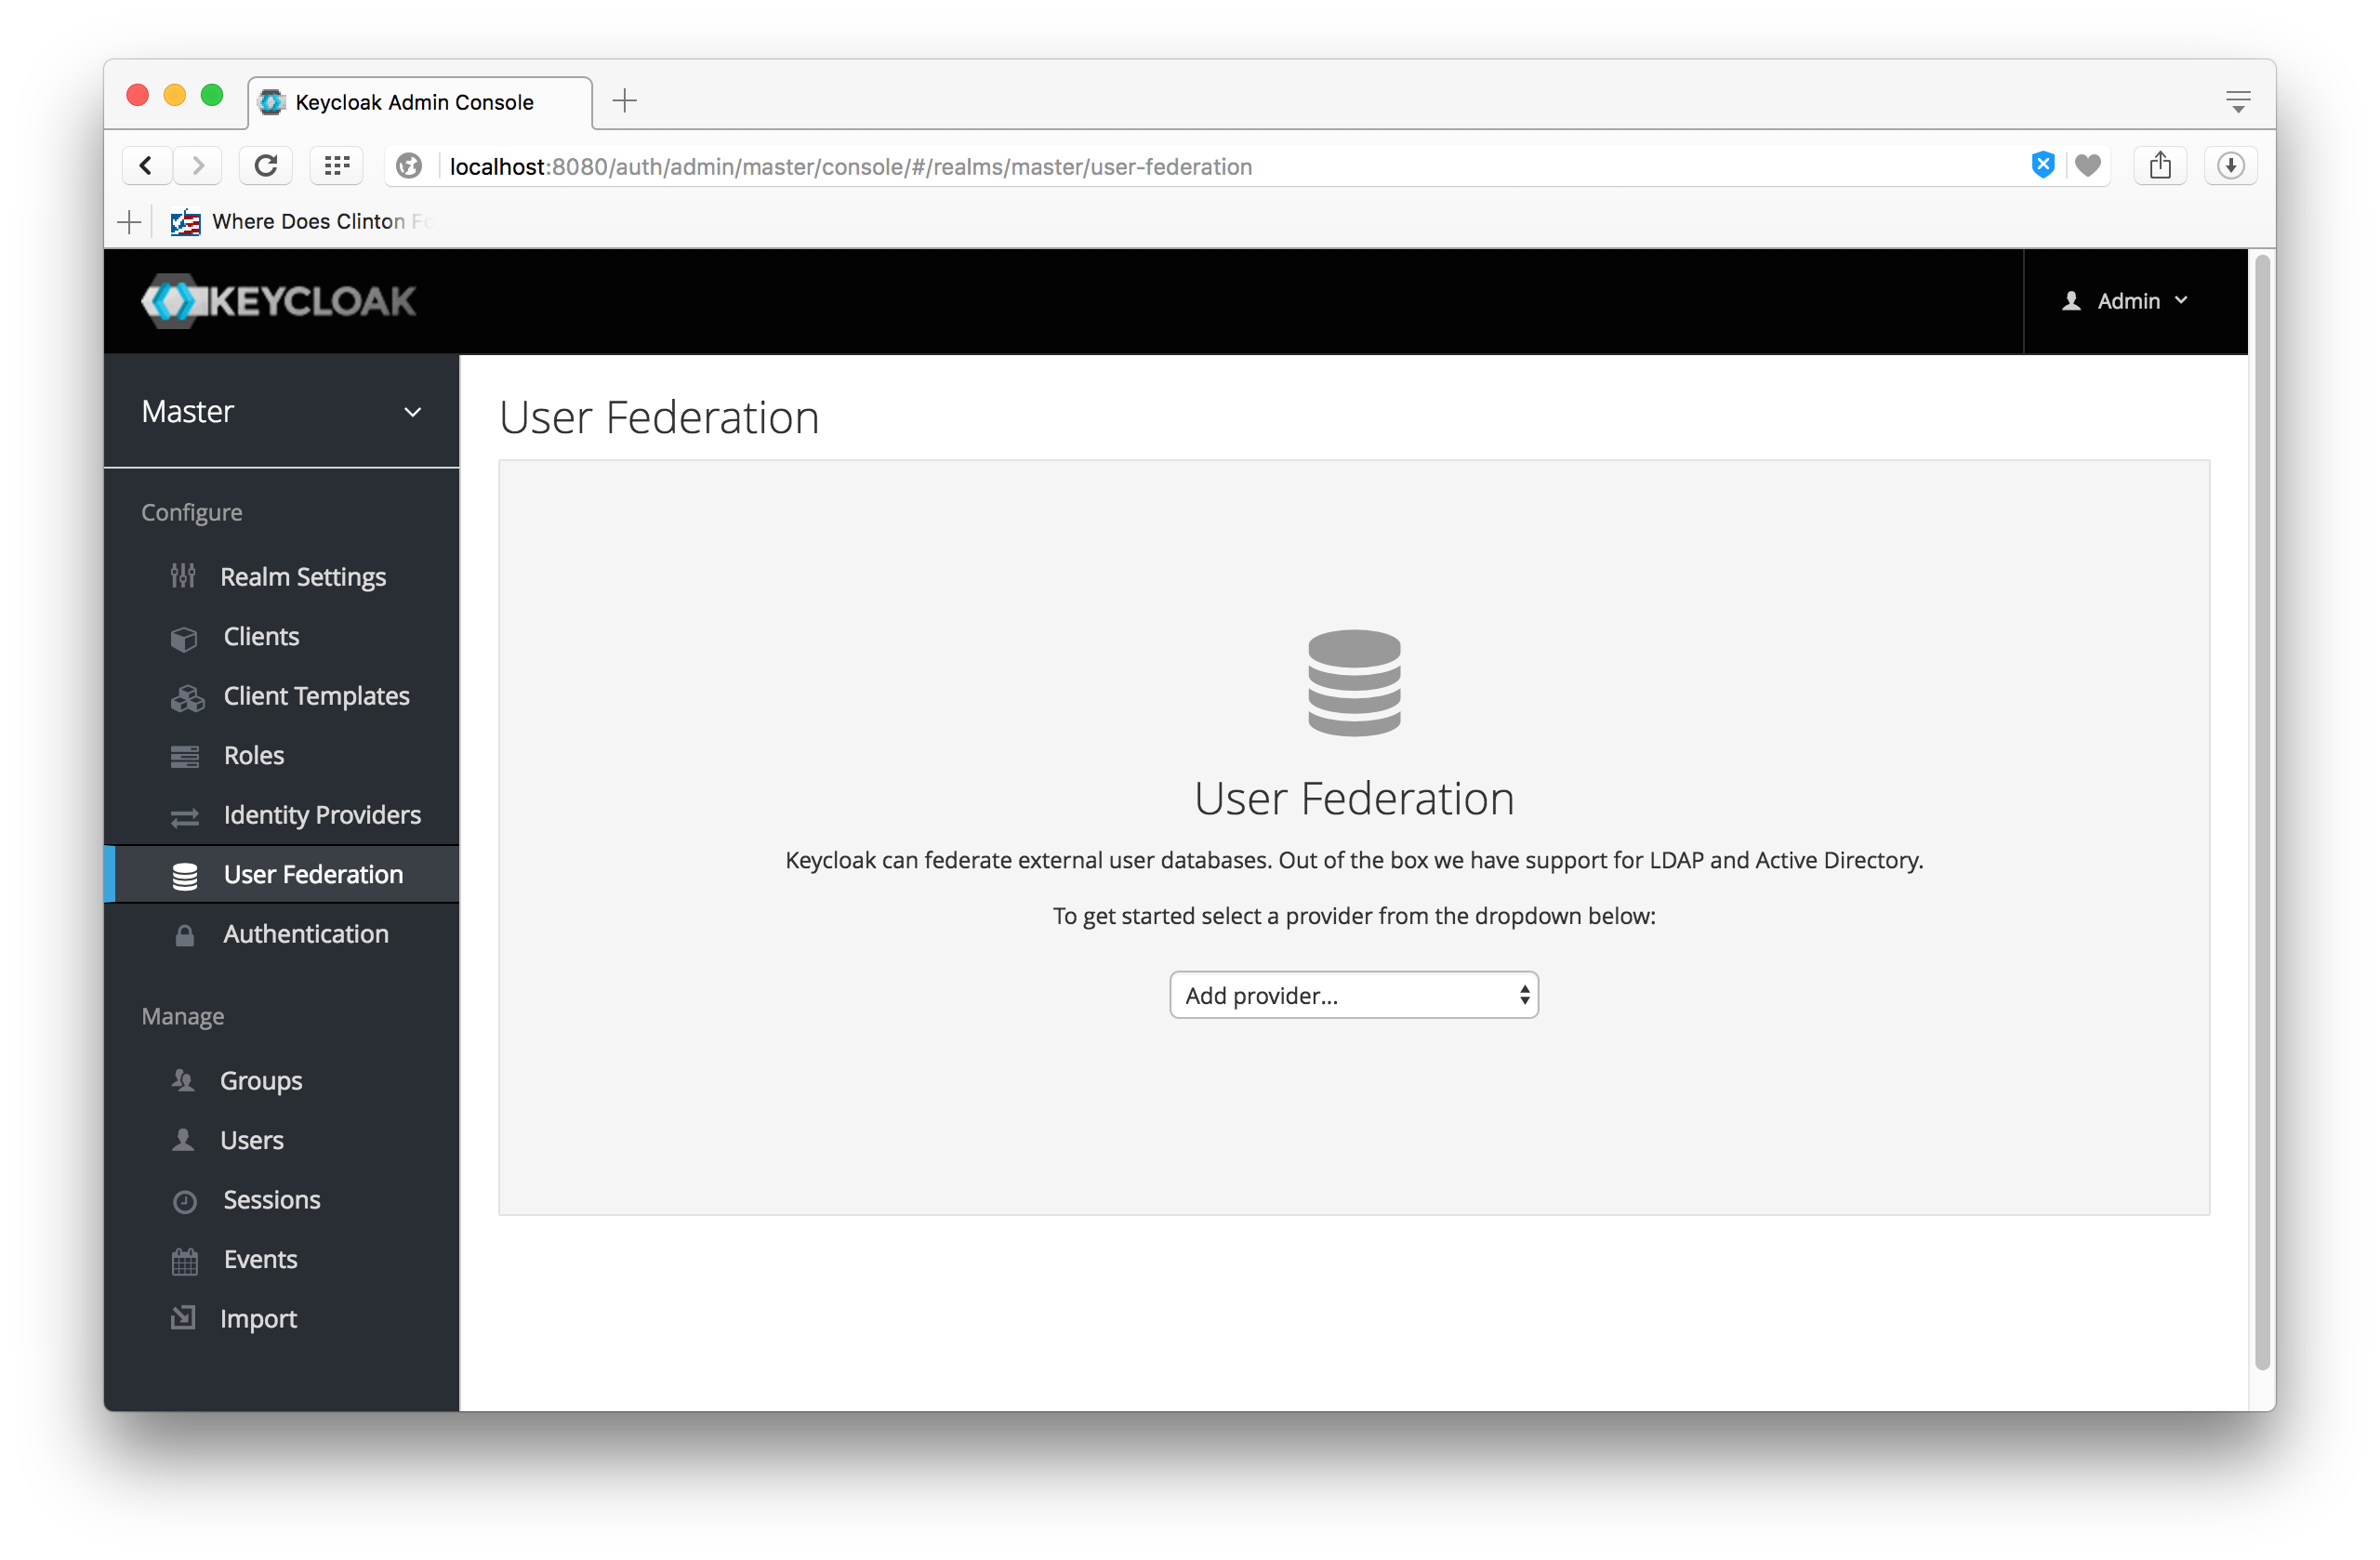 Keycloak Admin Console
localhost:8080/auth/admin/master/console/#/realms/master/user-federation
Where Does Clinton
KEYCLOAK
Admin
Master
User Federation
Configure
Realm Settings
Clients
Client Templates
Roles
Identity Providers
User Federation
Authentication
Manage
Groups
Users
Sessions
Events
Import
User Federation
Keycloak can federate external user databases. Out of the box we have support for LDAP and Active Directory.
To get started select a provider from the dropdown below:
Add provider...